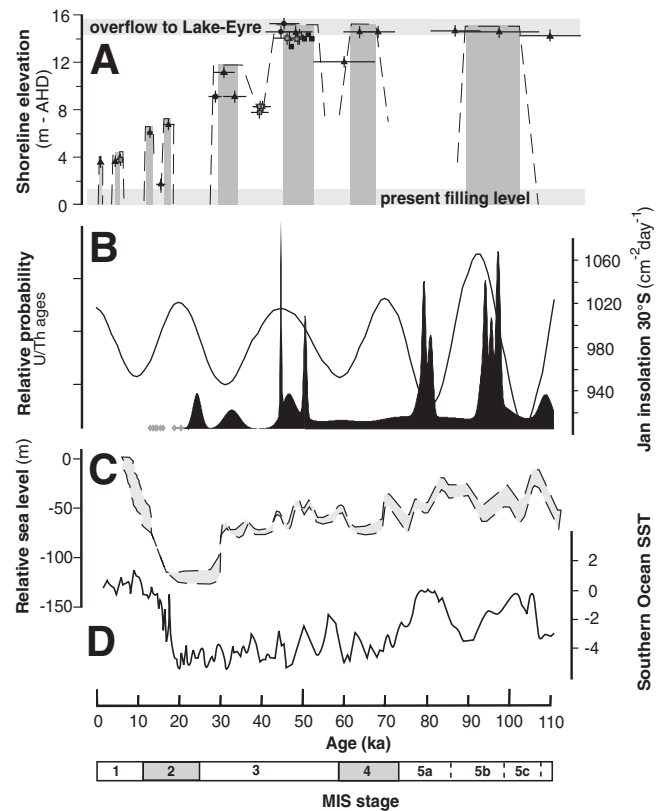 16
overflow to Lake-Eyre
A
12
8
4
present filling level
0
Shoreline elevation
(m - AHD)
B
Relative probability
U/Th ages
1060
1020
980
940
Jan insolation 30°S (cm⁻²day⁻¹)
C
0
-50
-100
-150
Relative sea level (m)
D
2
0
-2
-4
Southern Ocean SST
0 10 20 30 40 50 60 70 80 90 100 110
Age (ka)
1 2 3 4 5a 5b 5c
MIS stage